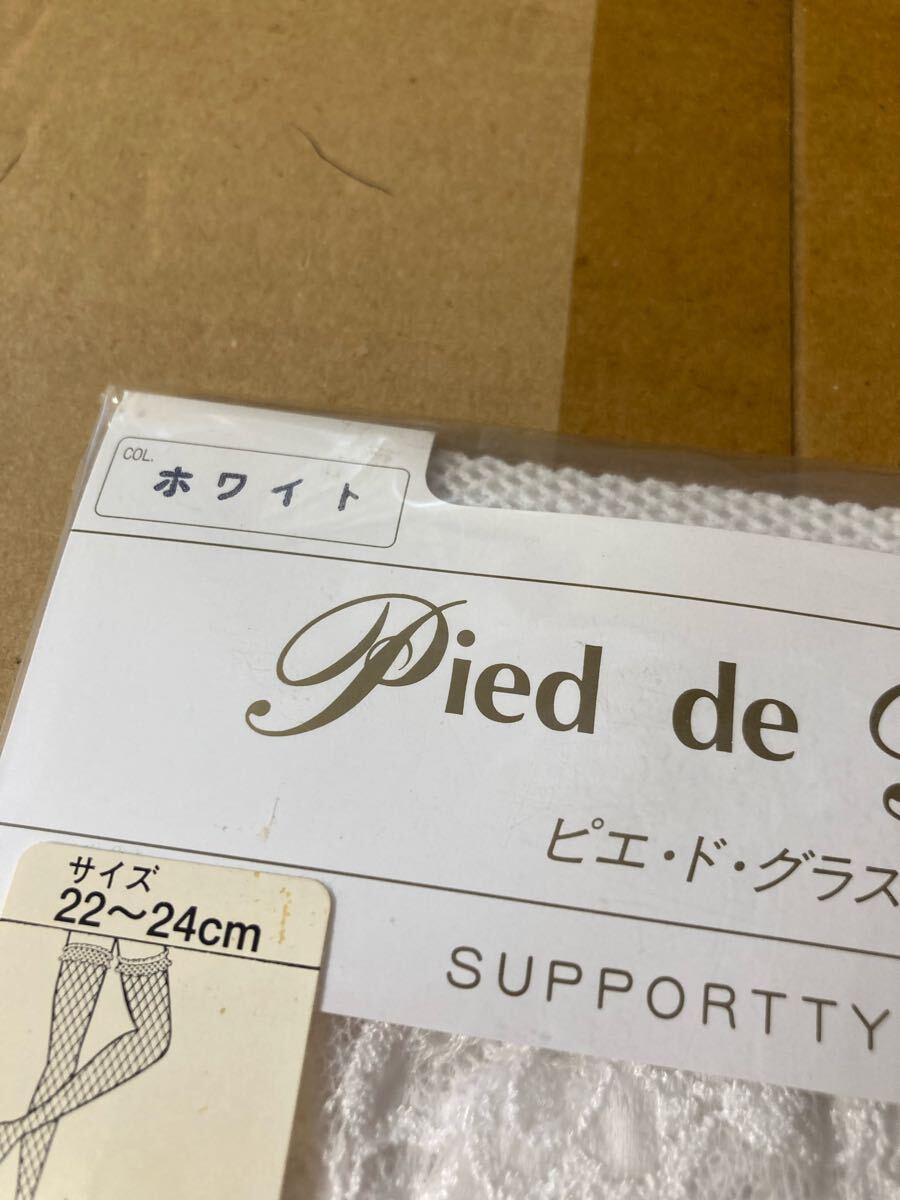 COL.
ホワイト
Pied de
ピエ・ド・グラス
サイズ
22〜24cm
SUPPORTTY